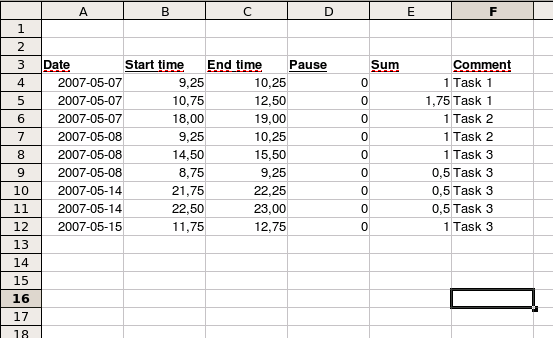 A B C D E F
1
2
3 Date Start time End time Pause Sum Comment
4 2007-05-07 9,25 10,25 0 1 Task 1
5 2007-05-07 10,75 12,50 0 1,75 Task 1
6 2007-05-07 18,00 19,00 0 1 Task 2
7 2007-05-08 9,25 10,25 0 1 Task 2
8 2007-05-08 14,50 15,50 0 1 Task 3
9 2007-05-08 8,75 9,25 0 0,5 Task 3
10 2007-05-14 21,75 22,25 0 0,5 Task 3
11 2007-05-14 22,50 23,00 0 0,5 Task 3
12 2007-05-15 11,75 12,75 0 1 Task 3
13
14
15
16
17
18